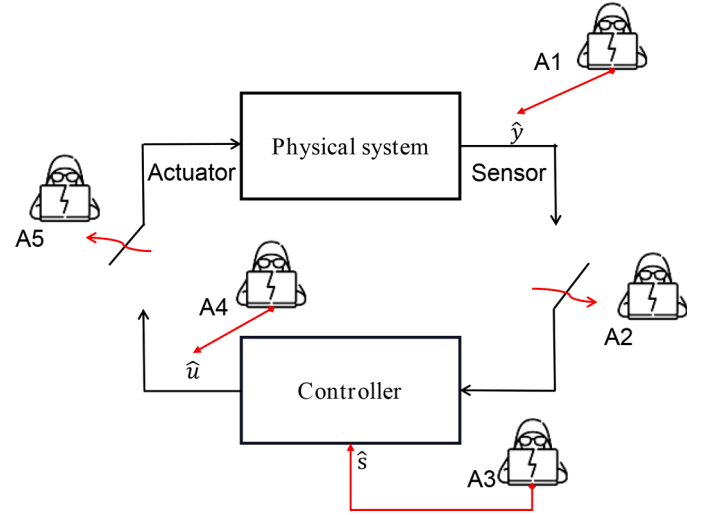 A1
Physical system
ŷ
Actuator
Sensor
A5
A4
A2
û
Controller
ŝ
A3